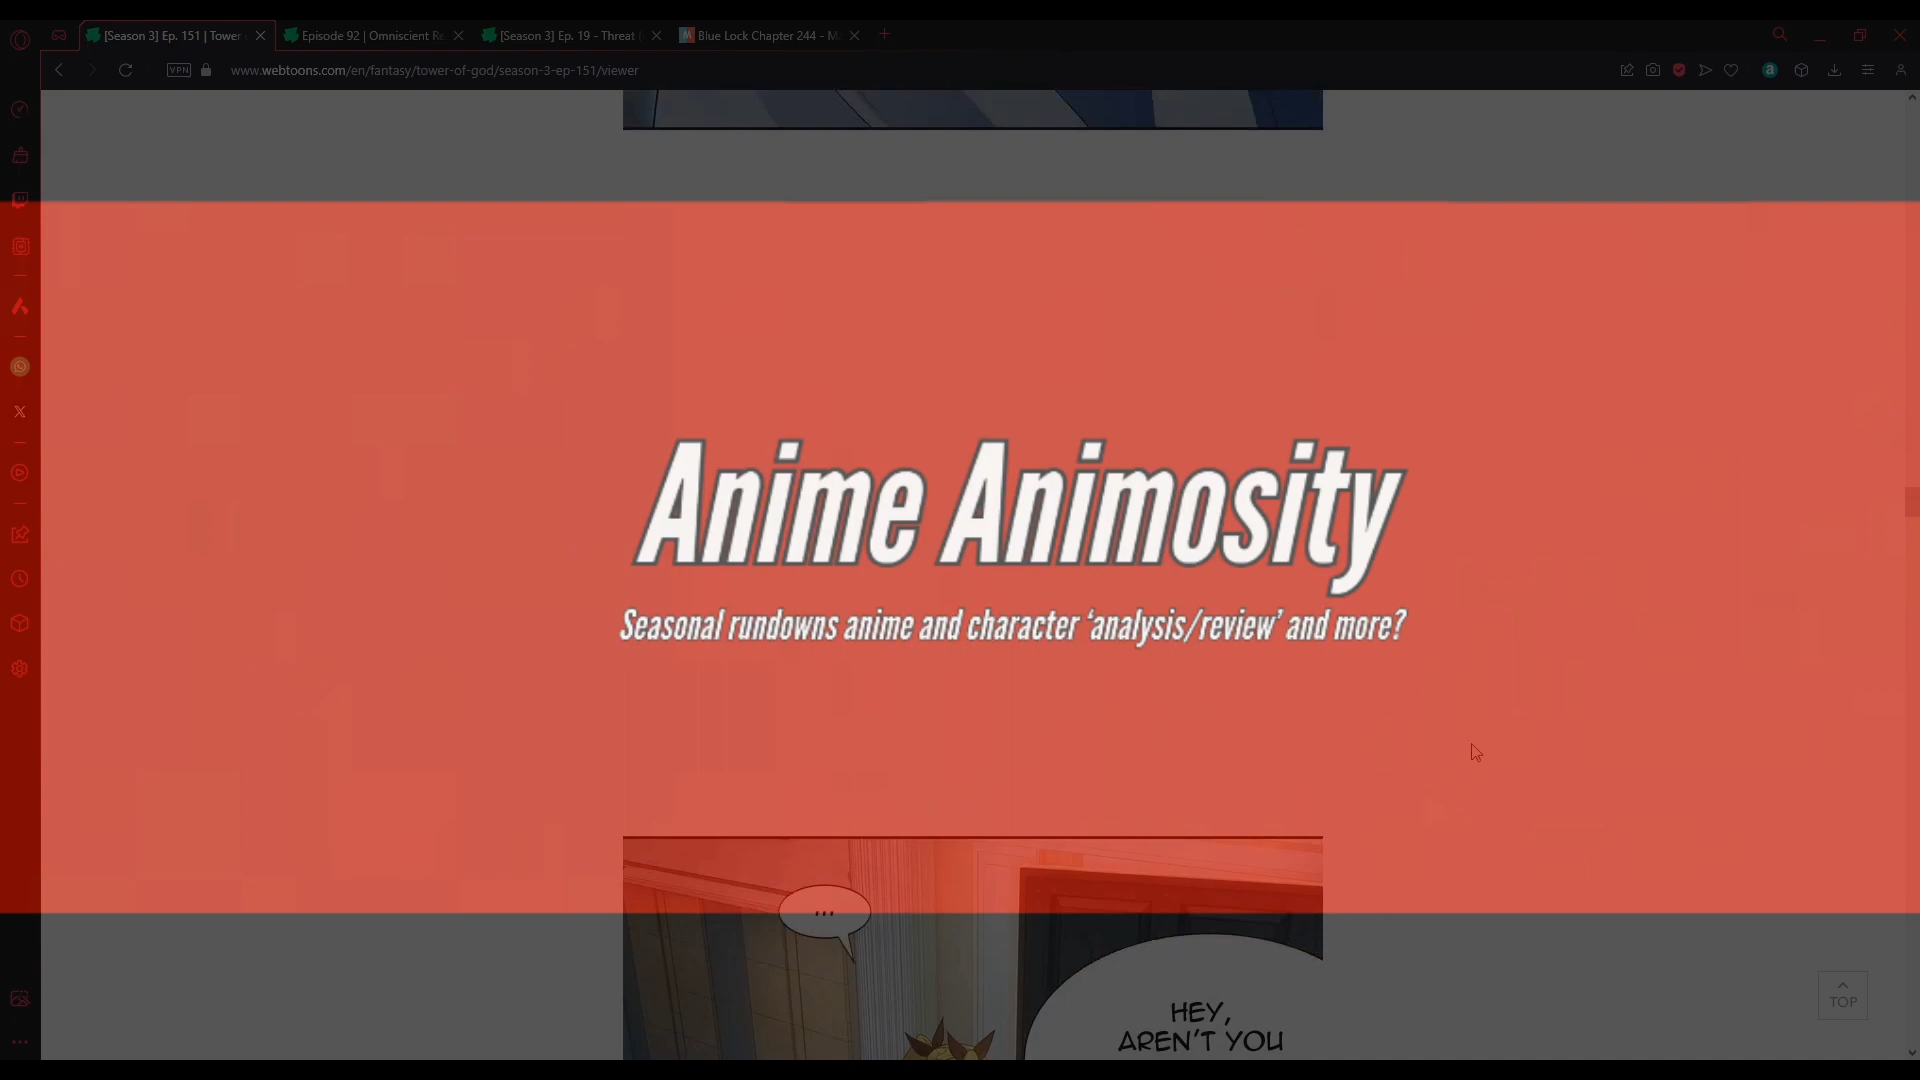 [Season 3] Ep. 151 | Tower
Episode 92 | Omniscient Re
[Season 3] Ep. 19 - Threat
Blue Lock Chapter 244 - M
VPN
www.webtoons.com/en/fantasy/tower-of-god/season-3-ep-151/viewer
Anime Animosity
Seasonal rundowns anime and character ‘analysis/review’ and more?
...
HEY,
AREN'T YOU
TOP